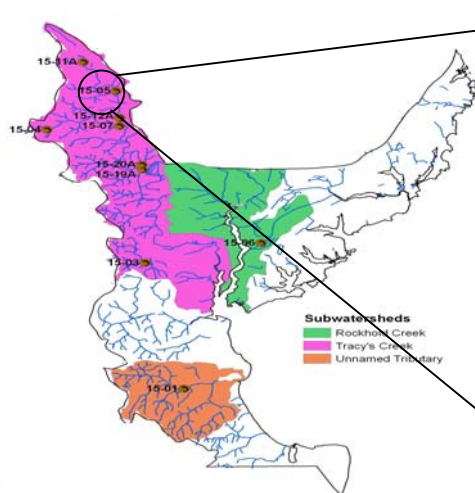 15-11A
15-05
15-12A
15-07
15-04
15-20A
15-19A
15-06
15-03
Subwatersheds
Rockhold Creek
Tracy's Creek
Unnamed Tributary
15-01